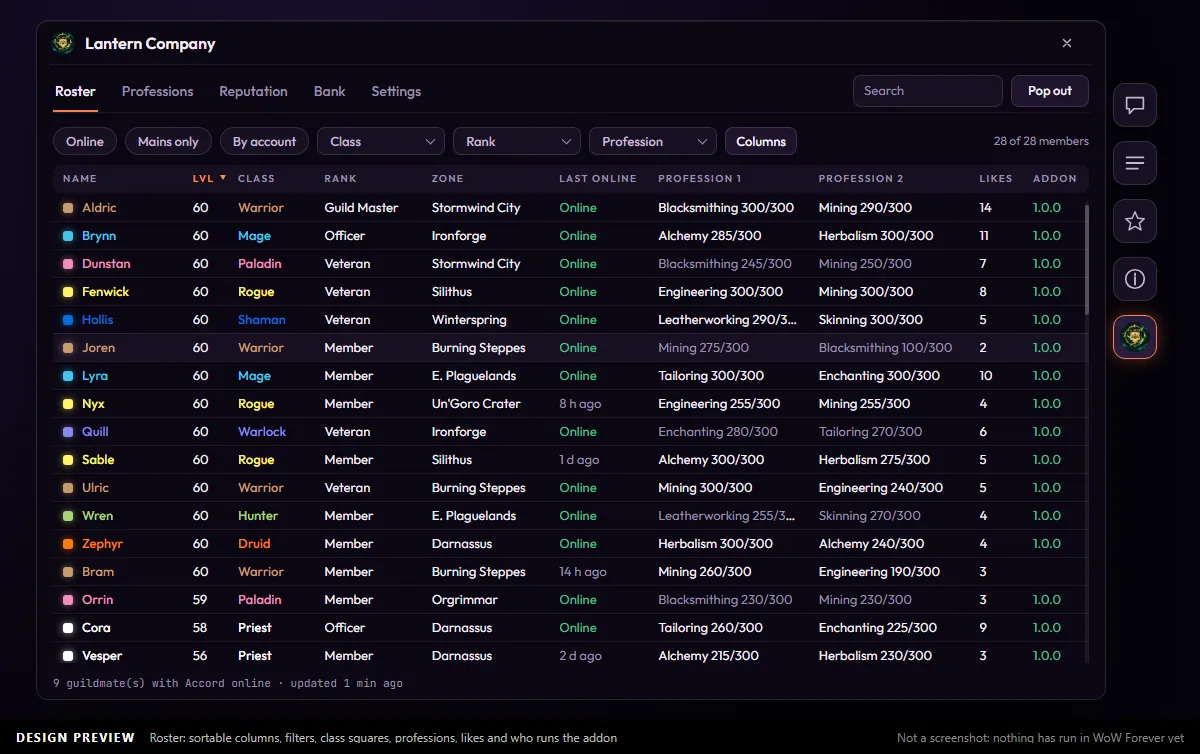 Lantern Company
Roster Professions Reputation Bank Settings Search Pop out
Online Mains only By account Class Rank Profession Columns 28 of 28 members
NAME LVL CLASS RANK ZONE LAST ONLINE PROFESSION 1 PROFESSION 2 LIKES ADDON
Aldric 60 Warrior Guild Master Stormwind City Online Blacksmithing 300/300 Mining 290/300 14 1.0.0
Brynn 60 Mage Officer Ironforge Online Alchemy 285/300 Herbalism 300/300 11 1.0.0
Dunstan 60 Paladin Veteran Stormwind City Online Blacksmithing 245/300 Mining 250/300 7 1.0.0
Fenwick 60 Rogue Veteran Silithus Online Engineering 300/300 Mining 300/300 8 1.0.0
Hollis 60 Shaman Veteran Winterspring Online Leatherworking 290/3... Skinning 300/300 5 1.0.0
Joren 60 Warrior Member Burning Steppes Online Mining 275/300 Blacksmithing 100/300 2 1.0.0
Lyra 60 Mage Member E. Plaguelands Online Tailoring 300/300 Enchanting 300/300 10 1.0.0
Nyx 60 Rogue Member Un'Goro Crater 8 h ago Engineering 255/300 Mining 255/300 4 1.0.0
Quill 60 Warlock Veteran Ironforge Online Enchanting 280/300 Tailoring 270/300 6 1.0.0
Sable 60 Rogue Member Silithus 1 d ago Alchemy 300/300 Herbalism 275/300 5 1.0.0
Ulric 60 Warrior Veteran Burning Steppes Online Mining 300/300 Engineering 240/300 5 1.0.0
Wren 60 Hunter Member E. Plaguelands Online Leatherworking 255/3... Skinning 270/300 4 1.0.0
Zephyr 60 Druid Member Darnassus Online Herbalism 300/300 Alchemy 240/300 4 1.0.0
Bram 60 Warrior Member Burning Steppes 14 h ago Mining 260/300 Engineering 190/300 3
Orrin 59 Paladin Member Orgrimmar Online Blacksmithing 230/300 Mining 230/300 3 1.0.0
Cora 58 Priest Officer Darnassus Online Tailoring 260/300 Enchanting 225/300 9 1.0.0
Vesper 56 Priest Member Darnassus 2 d ago Alchemy 215/300 Herbalism 230/300 3 1.0.0
9 guildmate(s) with Accord online · updated 1 min ago
DESIGN PREVIEW Roster: sortable columns, filters, class squares, professions, likes and who runs the addon Not a screenshot: nothing has run in WoW Forever yet